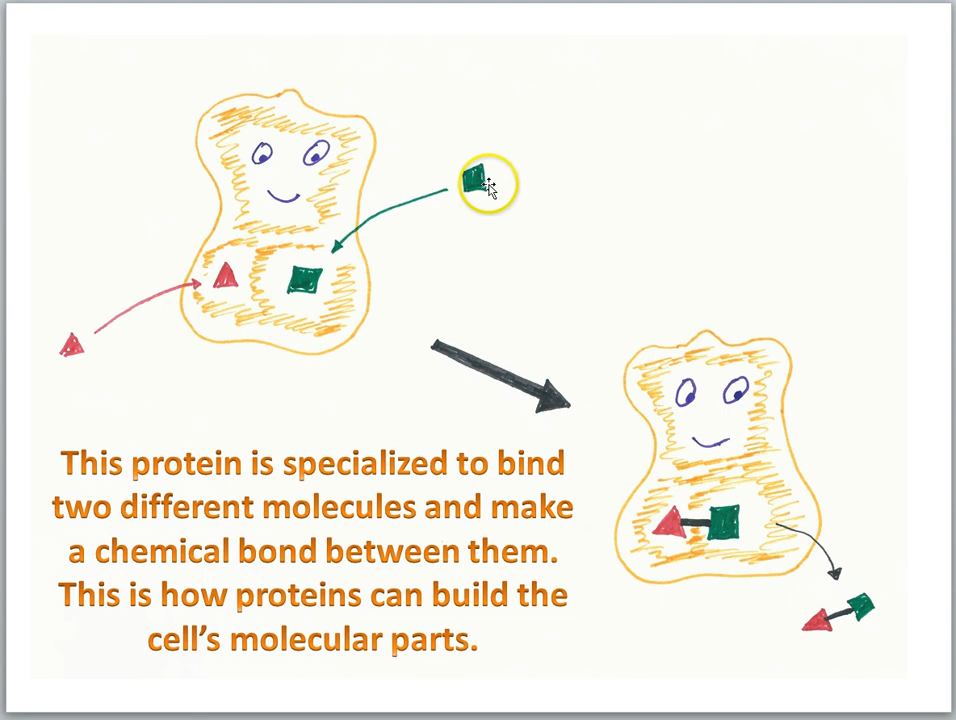 This protein is specialized to bind
two different molecules and make
a chemical bond between them.
This is how proteins can build the
cell’s molecular parts.